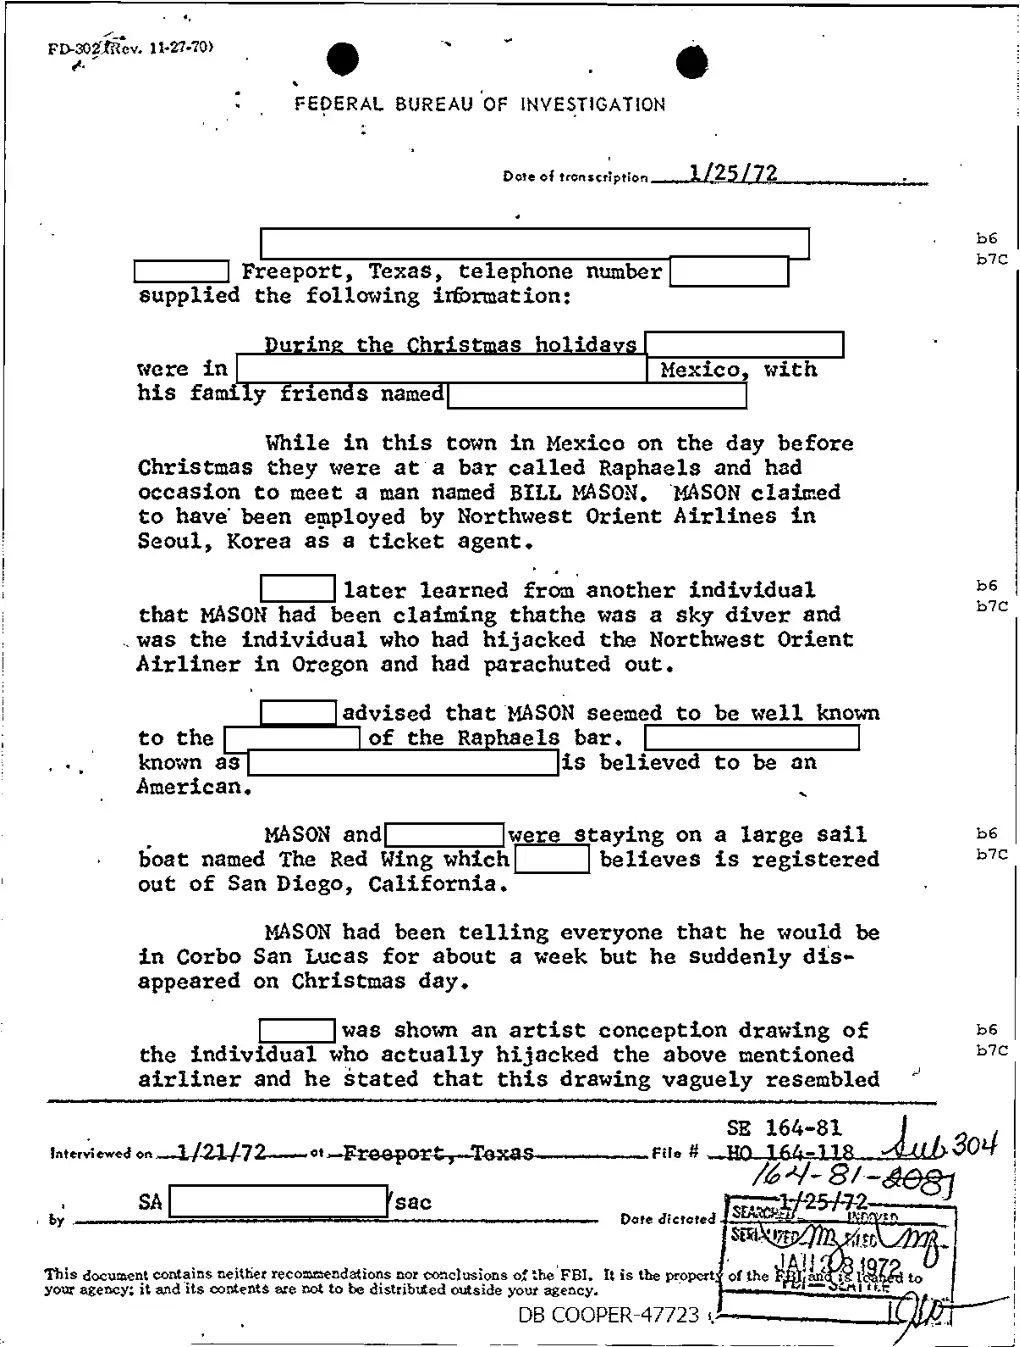 FD-302 (Rev. 11-27-70)
FEDERAL BUREAU OF INVESTIGATION
Date of transcription 1/25/72
b6
b7C
Freeport, Texas, telephone number
supplied the following information:
During the Christmas holidays
were in Mexico, with
his family friends named
While in this town in Mexico on the day before
Christmas they were at a bar called Raphaels and had
occasion to meet a man named BILL MASON. MASON claimed
to have been employed by Northwest Orient Airlines in
Seoul, Korea as a ticket agent.
later learned from another individual b6
that MASON had been claiming thathe was a sky diver and b7C
was the individual who had hijacked the Northwest Orient
Airliner in Oregon and had parachuted out.
advised that MASON seemed to be well known
to the of the Raphaels bar.
known as is believed to be an
American.
MASON and were staying on a large sail b6
boat named The Red Wing which believes is registered b7C
out of San Diego, California.
MASON had been telling everyone that he would be
in Corbo San Lucas for about a week but he suddenly dis-
appeared on Christmas day.
was shown an artist conception drawing of b6
the individual who actually hijacked the above mentioned b7C
airliner and he stated that this drawing vaguely resembled
SE 164-81
Interviewed on 1/21/72 at Freeport, Texas File # HO 164-118 Sub 304
164-81-2081
SA /sac 1/25/72
by Date dictated
SEARCHED INDEXED
SERIALIZED FILED
JAN 28 1972
FBI - SEATTLE
This document contains neither recommendations nor conclusions of the FBI. It is the property of the FBI and is loaned to
your agency; it and its contents are not to be distributed outside your agency.
DB COOPER-47723